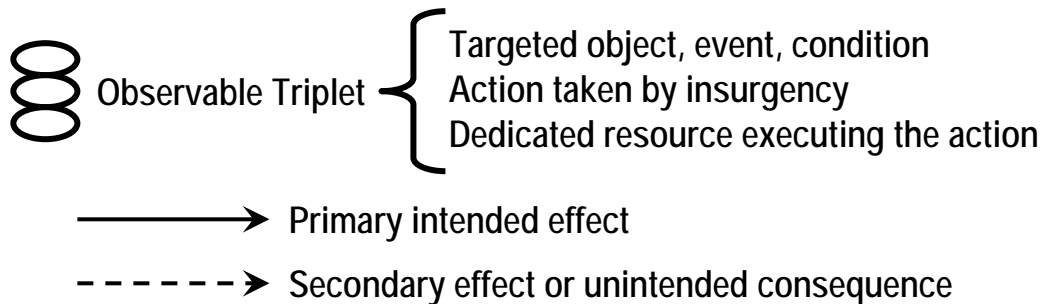 Targeted object, event, condition
Observable Triplet
Action taken by insurgency
Dedicated resource executing the action
Primary intended effect
Secondary effect or unintended consequence